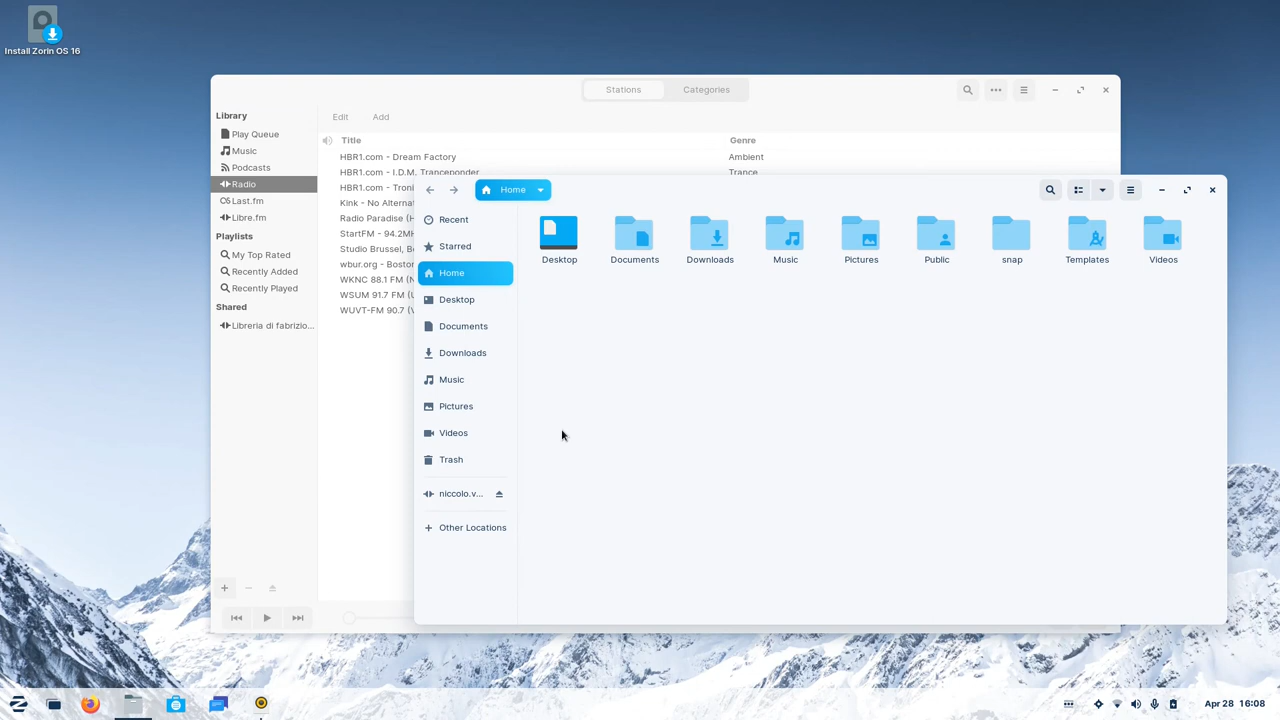 Install Zorin OS 16
Stations
Categories
Library
Play Queue
Music
Podcasts
Radio
Last.fm
Libre.fm
Playlists
My Top Rated
Recently Added
Recently Played
Shared
Libreria di fabrizio...
Edit
Add
Title
Genre
HBR1.com - Dream Factory
Ambient
HBR1.com - I.D.M. Tranceponder
Trance
HBR1.com - Troni
Kink - No Alterna
Radio Paradise (H
StartFM - 94.2MH
Studio Brussel, Be
wbur.org - Boston
WKNC 88.1 FM (N
WSUM 91.7 FM (U
WUVT-FM 90.7 (V
Home
Recent
Starred
Home
Desktop
Documents
Downloads
Music
Pictures
Videos
Trash
niccolo.v...
Other Locations
Desktop
Documents
Downloads
Music
Pictures
Public
snap
Templates
Videos
Apr 28 16:08